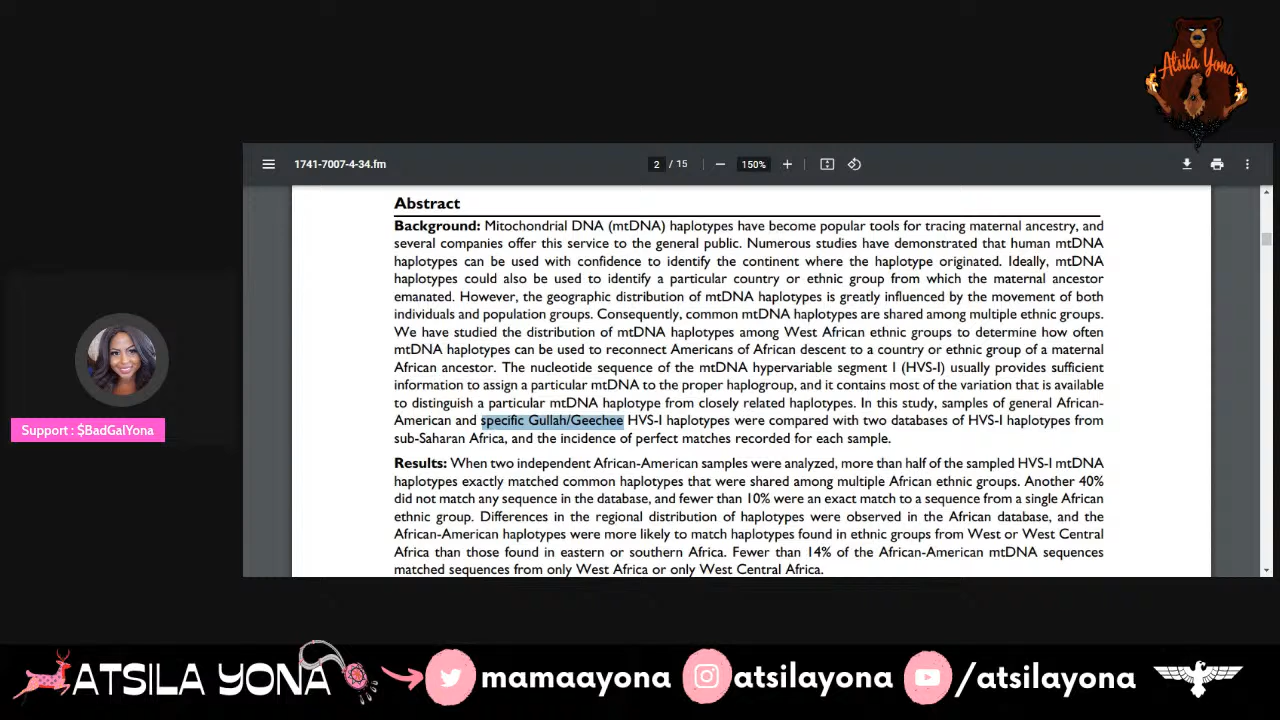 Atsila Yona
1741-7007-4-34.fm
2 / 15
150%
Abstract
Background: Mitochondrial DNA (mtDNA) haplotypes have become popular tools for tracing maternal ancestry, and
several companies offer this service to the general public. Numerous studies have demonstrated that human mtDNA
haplotypes can be used with confidence to identify the continent where the haplotype originated. Ideally, mtDNA
haplotypes could also be used to identify a particular country or ethnic group from which the maternal ancestor
emanated. However, the geographic distribution of mtDNA haplotypes is greatly influenced by the movement of both
individuals and population groups. Consequently, common mtDNA haplotypes are shared among multiple ethnic groups.
We have studied the distribution of mtDNA haplotypes among West African ethnic groups to determine how often
mtDNA haplotypes can be used to reconnect Americans of African descent to a country or ethnic group of a maternal
African ancestor. The nucleotide sequence of the mtDNA hypervariable segment I (HVS-I) usually provides sufficient
information to assign a particular mtDNA to the proper haplogroup, and it contains most of the variation that is available
to distinguish a particular mtDNA haplotype from closely related haplotypes. In this study, samples of general African-
American and specific Gullah/Geechee HVS-I haplotypes were compared with two databases of HVS-I haplotypes from
sub-Saharan Africa, and the incidence of perfect matches recorded for each sample.
Results: When two independent African-American samples were analyzed, more than half of the sampled HVS-I mtDNA
haplotypes exactly matched common haplotypes that were shared among multiple African ethnic groups. Another 40%
did not match any sequence in the database, and fewer than 10% were an exact match to a sequence from a single African
ethnic group. Differences in the regional distribution of haplotypes were observed in the African database, and the
African-American haplotypes were more likely to match haplotypes found in ethnic groups from West or West Central
Africa than those found in eastern or southern Africa. Fewer than 14% of the African-American mtDNA sequences
matched sequences from only West Africa or only West Central Africa.
Support : $BadGalYona
ATSILA YONA
mamaayona
atsilayona
/atsilayona